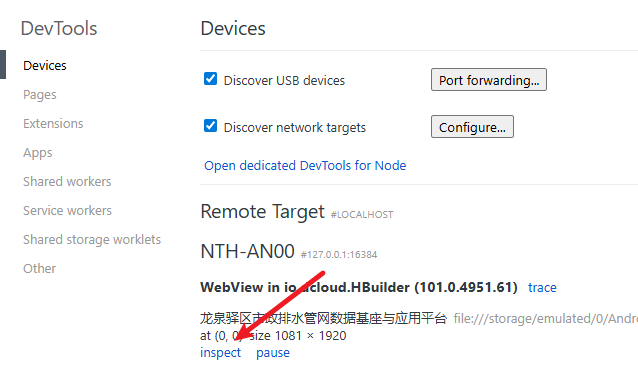 DevTools
Devices
Devices
Discover USB devices
Port forwarding...
Pages
Extensions
Discover network targets
Configure...
Apps
Open dedicated DevTools for Node
Shared workers
Service workers
Remote Target #LOCALHOST
Shared storage worklets
NTH-AN00 #127.0.0.1:16384
Other
WebView in io.dcloud.HBuilder (101.0.4951.61) trace
龙泉驿区市政排水管网数据基座与应用平台 file:///storage/emulated/0/Andr
at (0, 0) size 1081 × 1920
inspect pause